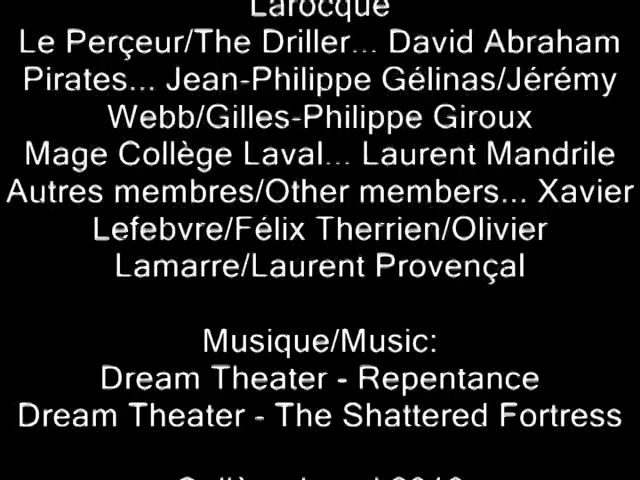 Larocque
Le Perçeur/The Driller... David Abraham
Pirates... Jean-Philippe Gélinas/Jérémy
Webb/Gilles-Philippe Giroux
Mage Collège Laval... Laurent Mandrile
Autres membres/Other members... Xavier
Lefebvre/Félix Therrien/Olivier
Lamarre/Laurent Provençal
Musique/Music:
Dream Theater - Repentance
Dream Theater - The Shattered Fortress